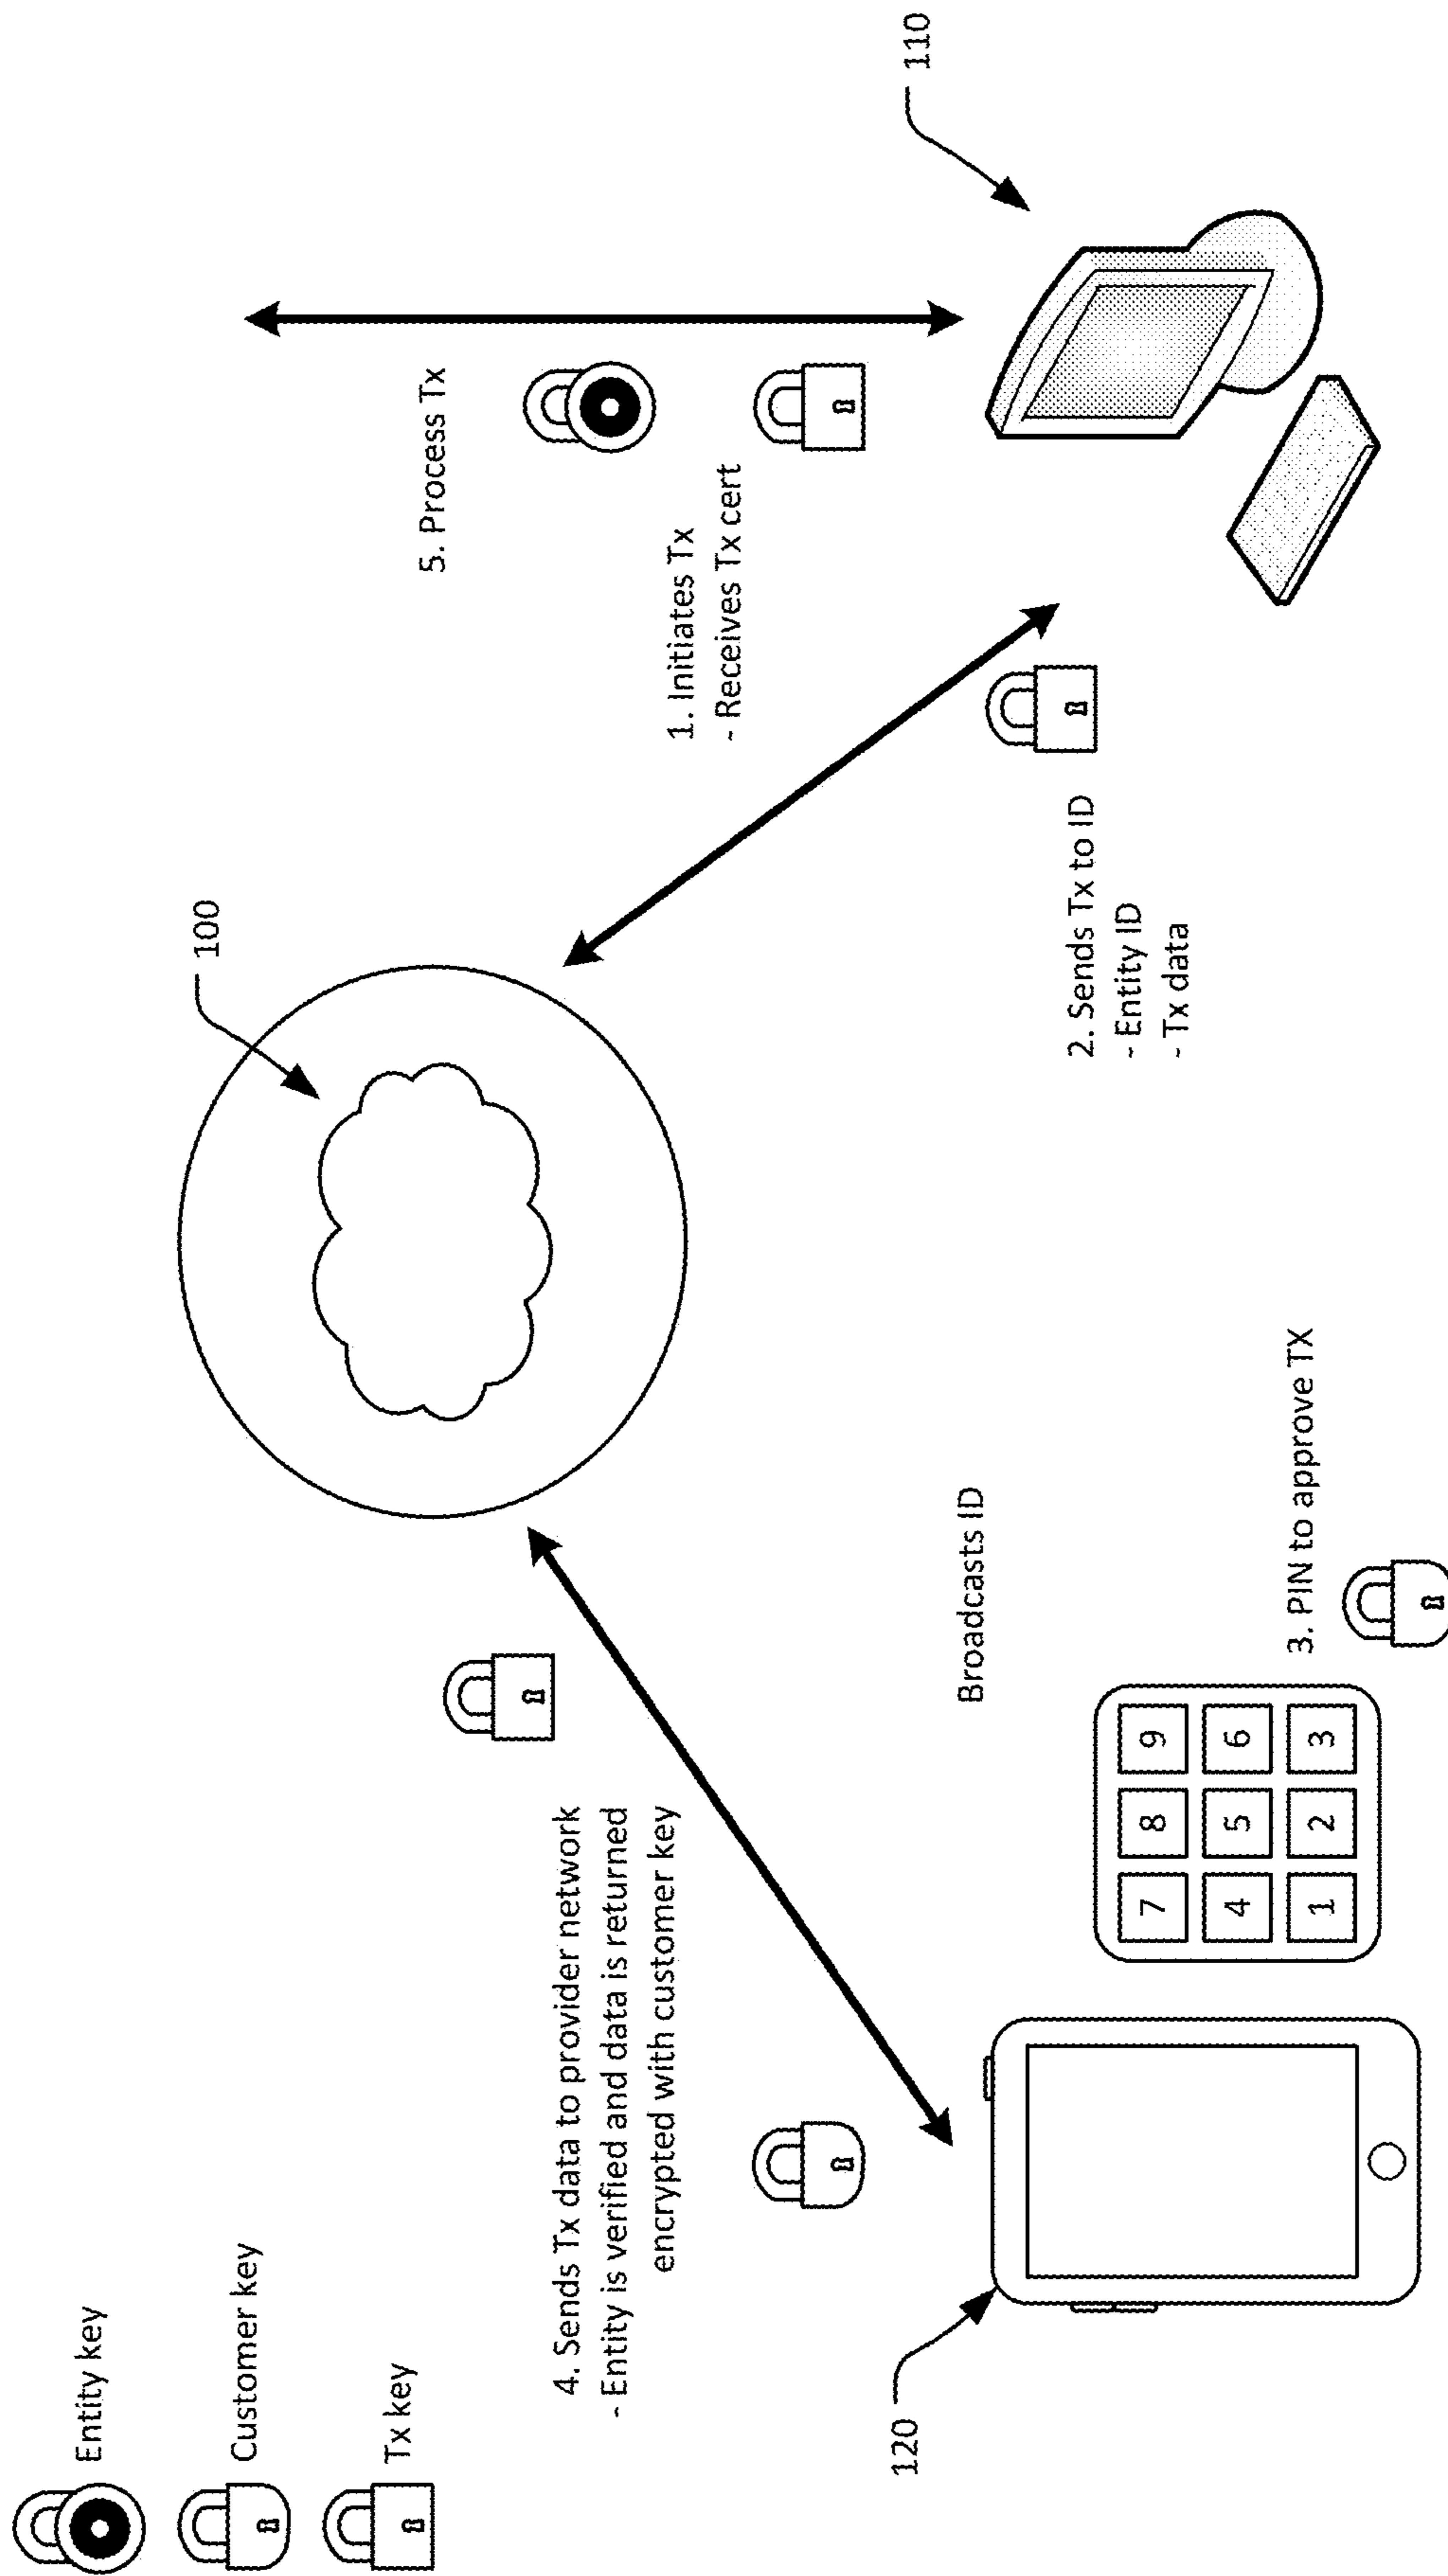 Entity key
Customer key
Tx key
100
5. Process Tx
4. Sends Tx data to provider network
- Entity is verified and data is returned
encrypted with customer key
1. Initiates Tx
- Receives Tx cert
110
120
Broadcasts ID
7 8 9
4 5 6
1 2 3
2. Sends Tx to ID
- Entity ID
- Tx data
3. PIN to approve TX